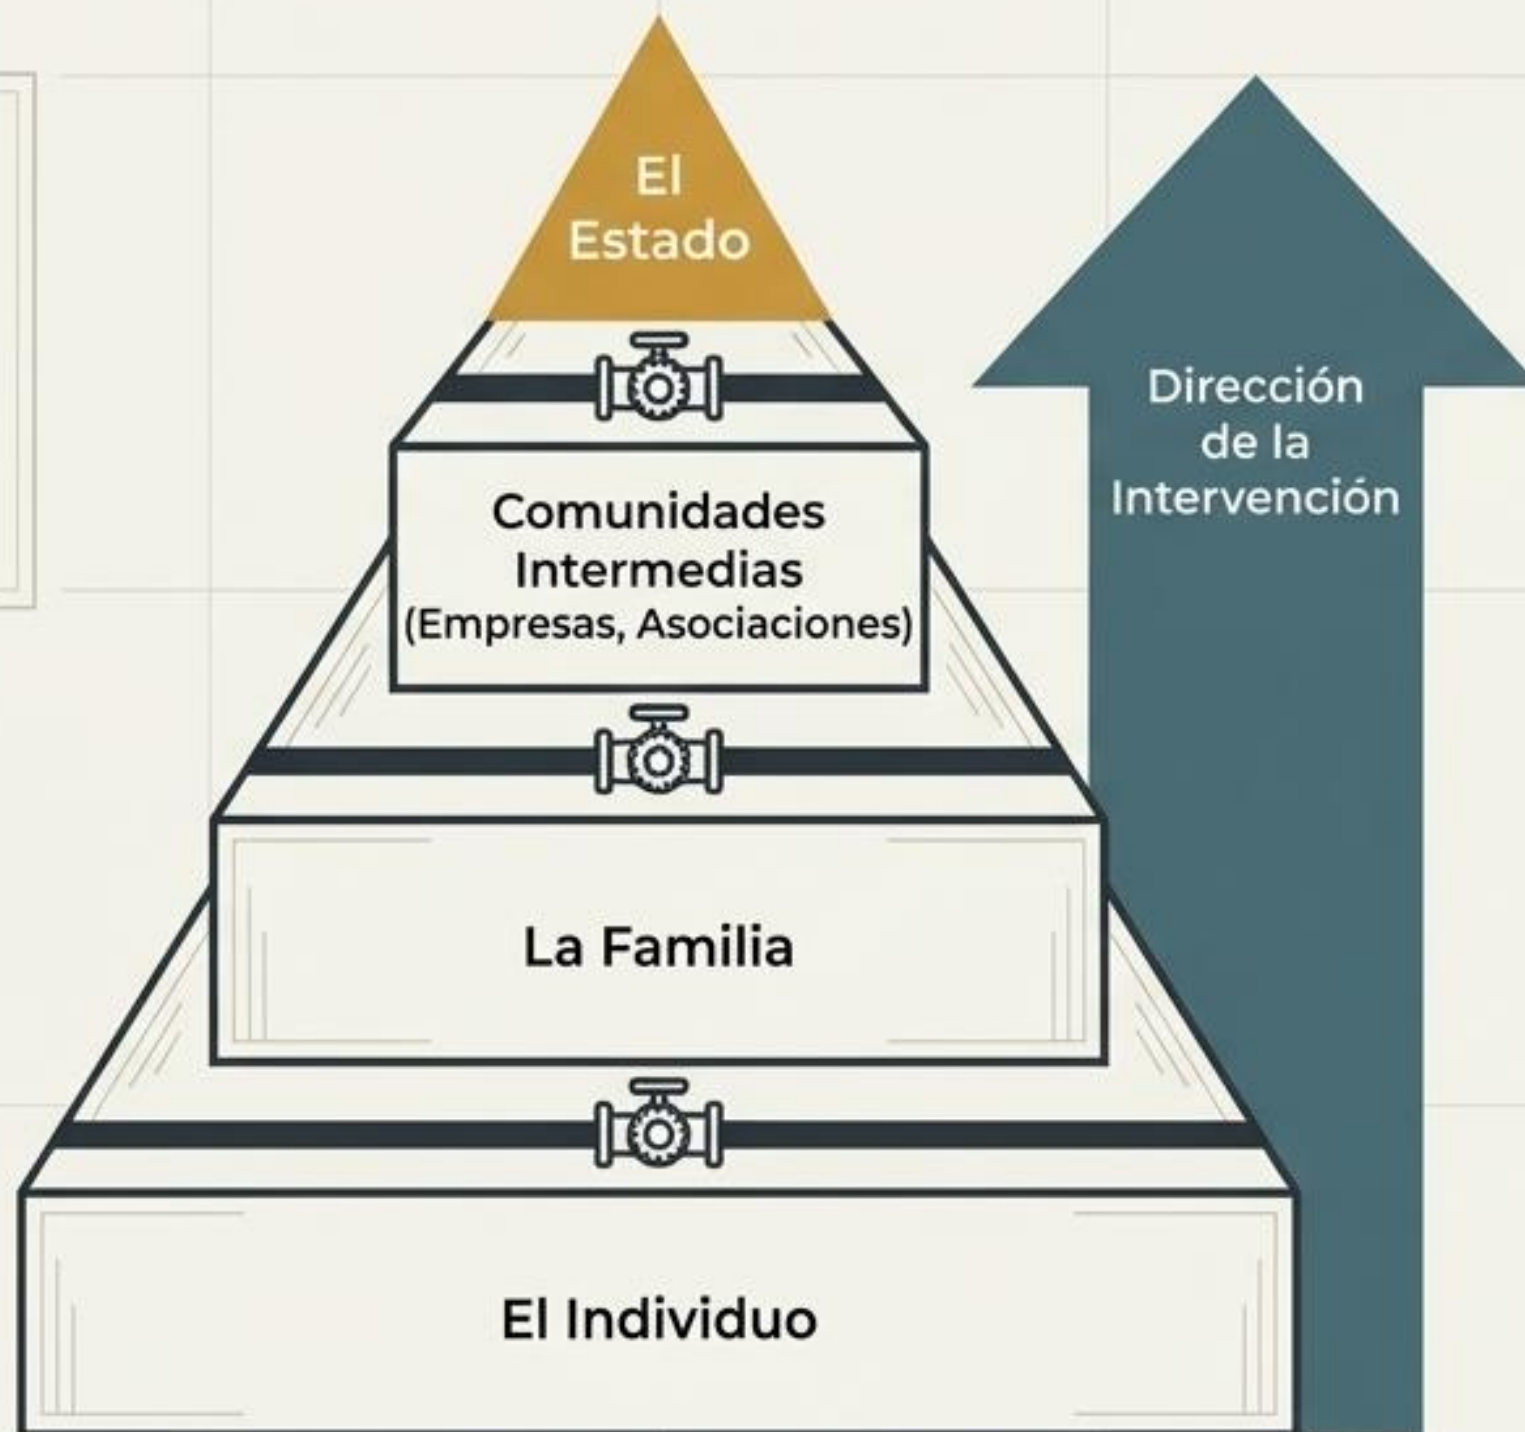 El
Estado
Comunidades
Intermedias
(Empresas, Asociaciones)
Dirección
de la
Intervención
La Familia
El Individuo